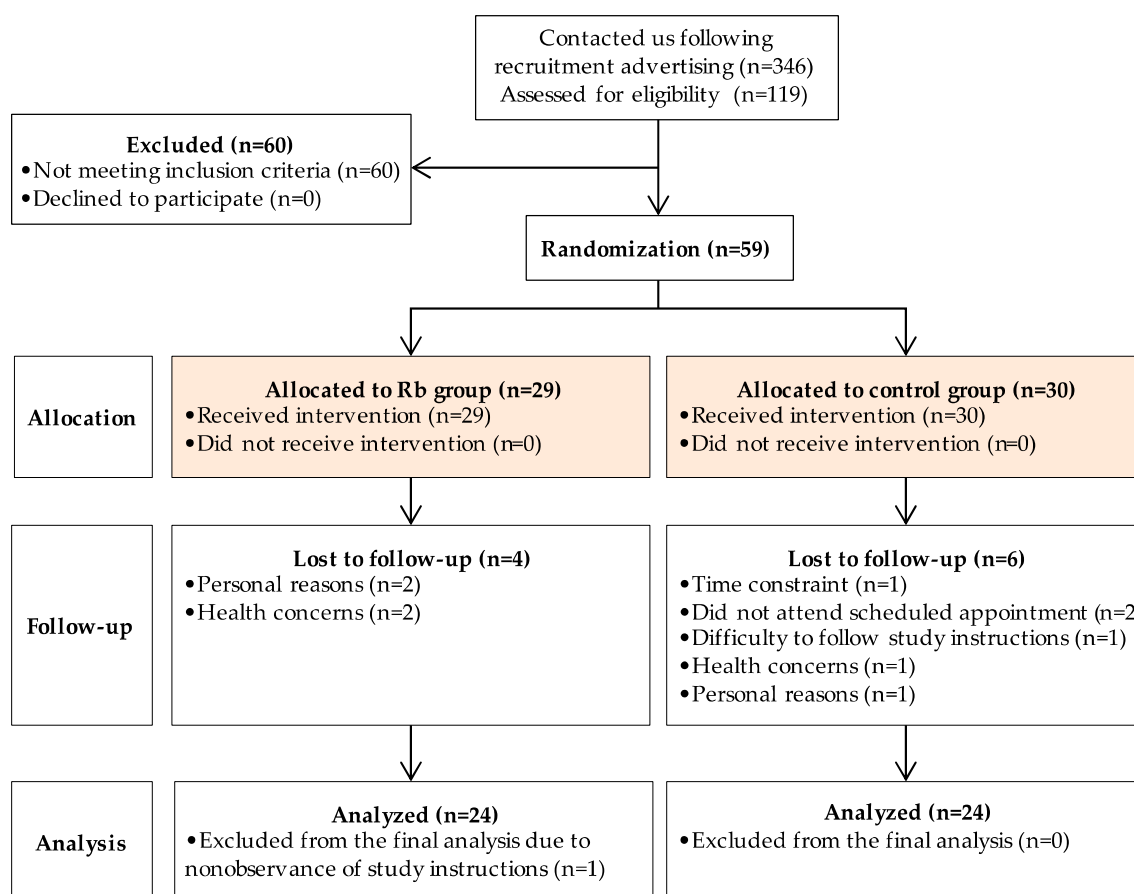 Contacted us following
recruitment advertising (n=346)
Assessed for eligibility (n=119)
Excluded (n=60)
•Not meeting inclusion criteria (n=60)
•Declined to participate (n=0)
Randomization (n=59)
Allocation
Allocated to Rb group (n=29)
•Received intervention (n=29)
•Did not receive intervention (n=0)
Allocated to control group (n=30)
•Received intervention (n=30)
•Did not receive intervention (n=0)
Follow-up
Lost to follow-up (n=4)
•Personal reasons (n=2)
•Health concerns (n=2)
Lost to follow-up (n=6)
•Time constraint (n=1)
•Did not attend scheduled appointment (n=2
•Difficulty to follow study instructions (n=1)
•Health concerns (n=1)
•Personal reasons (n=1)
Analysis
Analyzed (n=24)
•Excluded from the final analysis due to
nonobservance of study instructions (n=1)
Analyzed (n=24)
•Excluded from the final analysis (n=0)